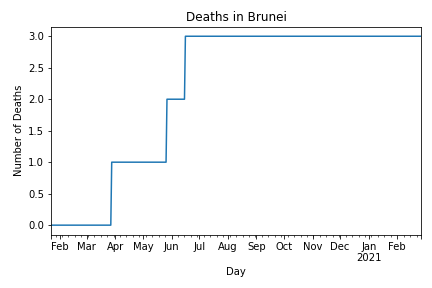 Deaths in Brunei
Number of Deaths
3.0
2.5
2.0
1.5
1.0
0.5
0.0
Feb Mar Apr May Jun Jul Aug Sep Oct Nov Dec Jan Feb
2021
Day